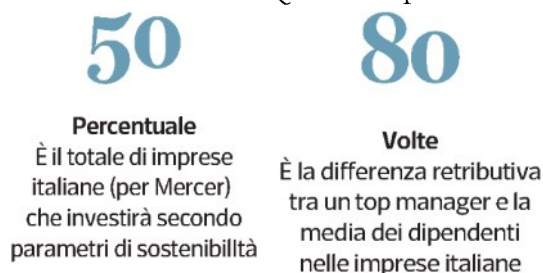 50
Percentuale
È il totale di imprese
italiane (per Mercer)
che investirà secondo
parametri di sostenibilItà
80
Volte
È la differenza retributiva
tra un top manager e la
media dei dipendenti
nelle imprese italiane